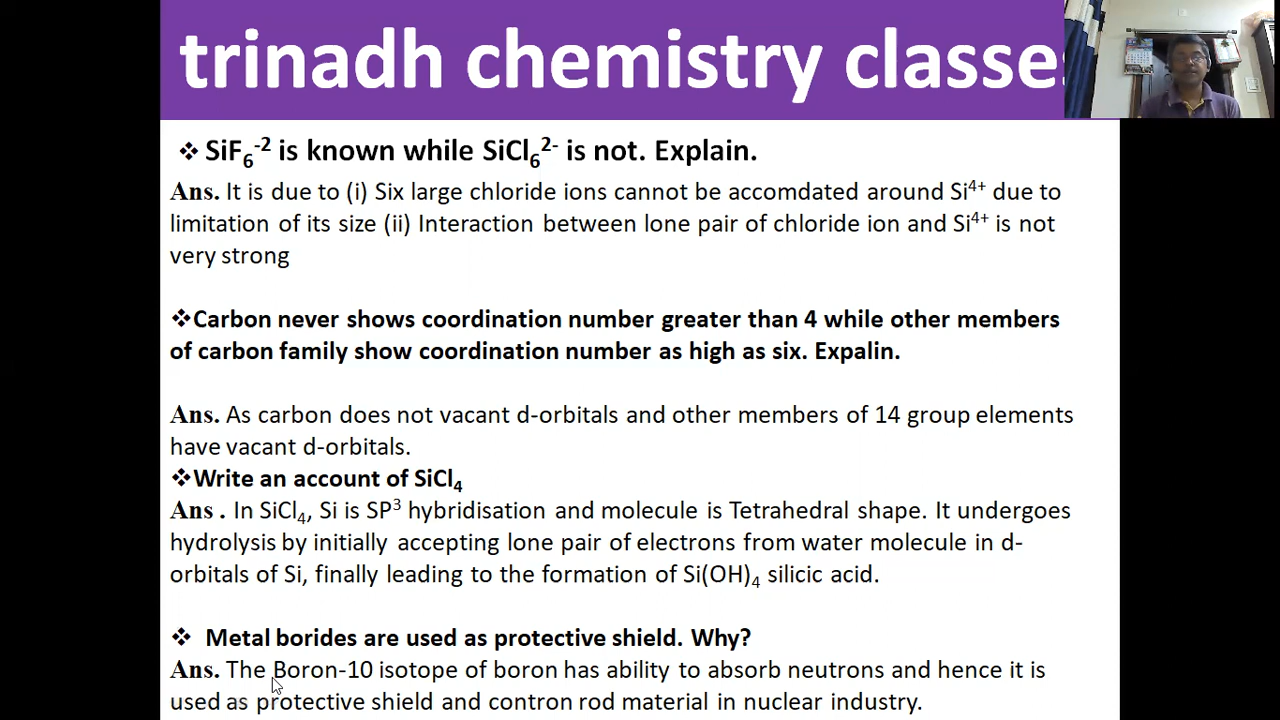 trinadh chemistry classes
❖ SiF₆⁻² is known while SiCl₆²⁻ is not. Explain.
Ans. It is due to (i) Six large chloride ions cannot be accomdated around Si⁴⁺ due to
limitation of its size (ii) Interaction between lone pair of chloride ion and Si⁴⁺ is not
very strong
❖Carbon never shows coordination number greater than 4 while other members
of carbon family show coordination number as high as six. Expalin.
Ans. As carbon does not vacant d-orbitals and other members of 14 group elements
have vacant d-orbitals.
❖Write an account of SiCl₄
Ans . In SiCl₄, Si is SP³ hybridisation and molecule is Tetrahedral shape. It undergoes
hydrolysis by initially accepting lone pair of electrons from water molecule in d-
orbitals of Si, finally leading to the formation of Si(OH)₄ silicic acid.
❖ Metal borides are used as protective shield. Why?
Ans. The Boron-10 isotope of boron has ability to absorb neutrons and hence it is
used as protective shield and contron rod material in nuclear industry.